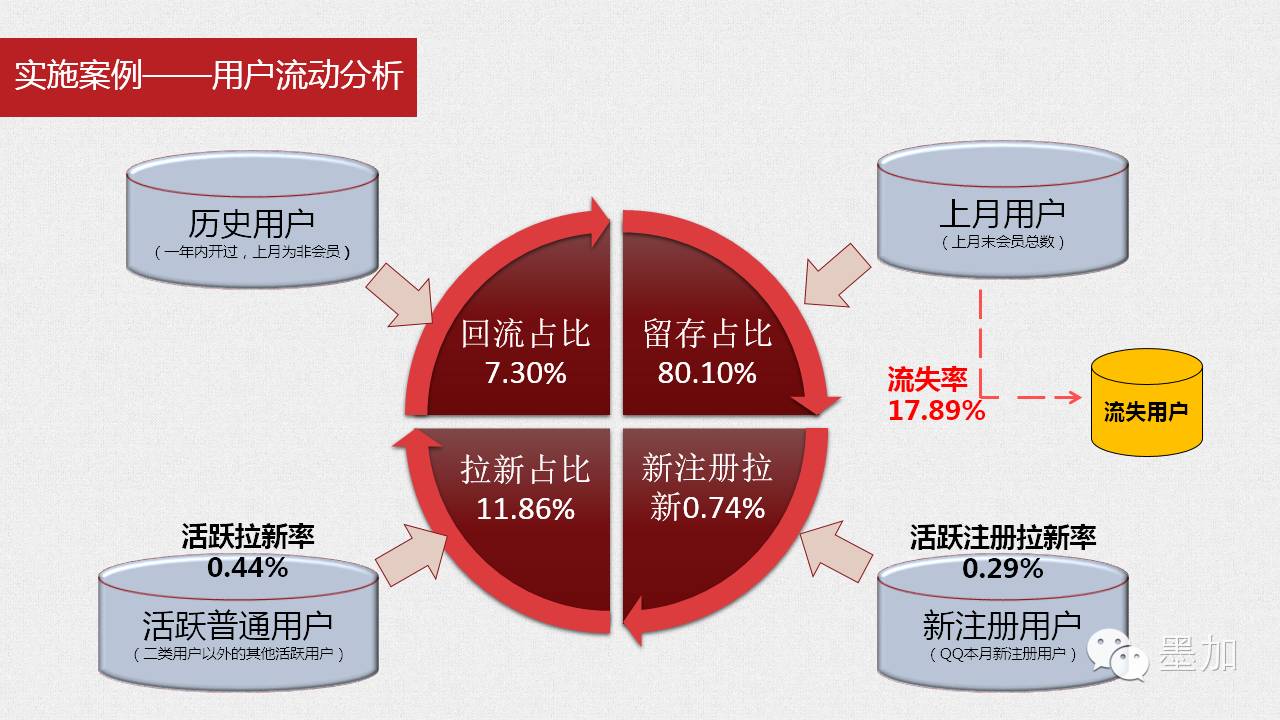 实施案例——用户流动分析
历史用户
（一年内开过，上月为非会员）
上月用户
（上月末会员总数）
回流占比
7.30%
留存占比
80.10%
流失率
17.89%
流失用户
拉新占比
11.86%
新注册拉
新0.74%
活跃拉新率
0.44%
活跃普通用户
（二类用户以外的其他活跃用户）
活跃注册拉新率
0.29%
新注册用户
（QQ本月新注册用户）
墨加